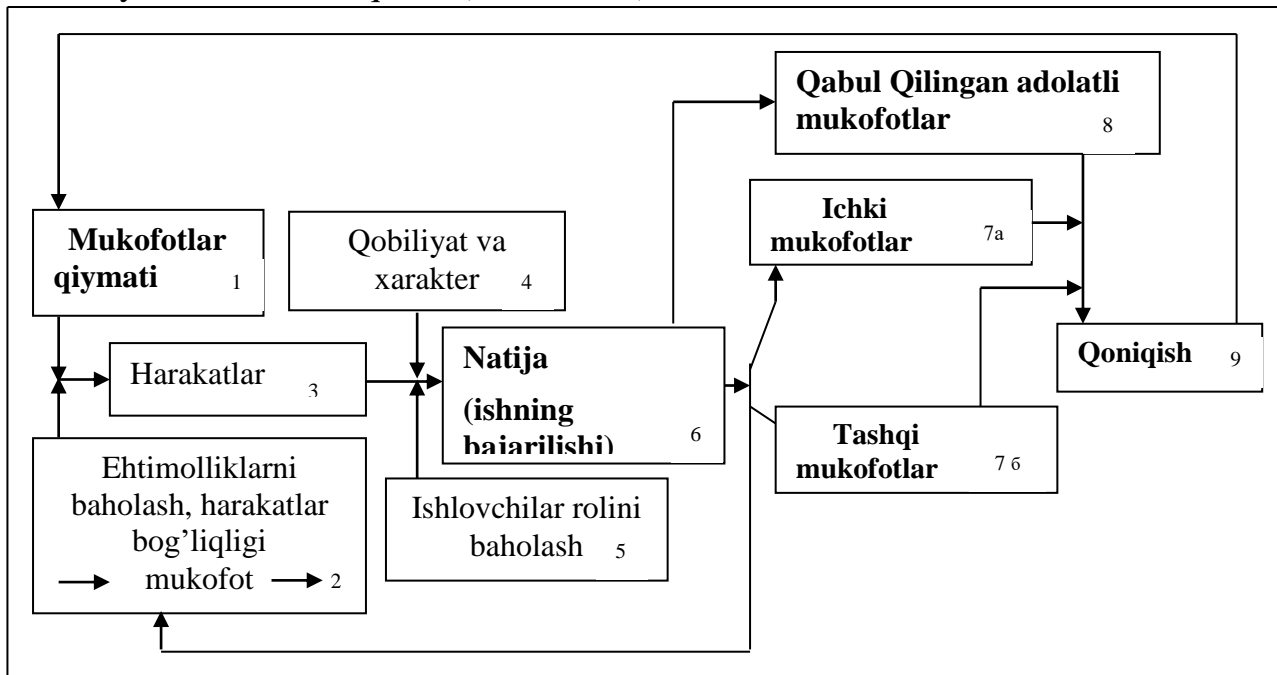 Qabul Qilingan adolatli
mukofotlar 8
Ichki
mukofotlar 7a
Mukofotlar
qiymati 1
Qobiliyat va
xarakter 4
Harakatlar 3
Natija
(ishning
bajarilishi) 6
Qoniqish 9
Tashqi
mukofotlar 7 б
Ehtimolliklarni
baholash, harakatlar
bog’liqligi
mukofot 2
Ishlovchilar rolini
baholash 5